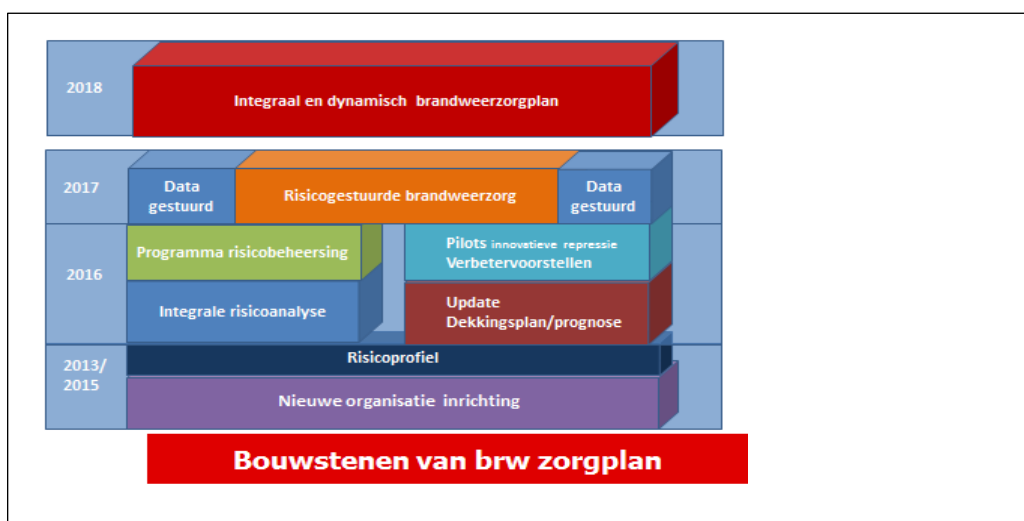 2018
Integraal en dynamisch brandweerzorgplan
2017
Data
gestuurd
Risicogestuurde brandweerzorg
Data
gestuurd
2016
Programma risicobeheersing
Pilots innovatieve repressie
Verbetervoorstellen
Integrale risicoanalyse
Update
Dekkingsplan/prognose
2013/
2015
Risicoprofiel
Nieuwe organisatie inrichting
Bouwstenen van brw zorgplan